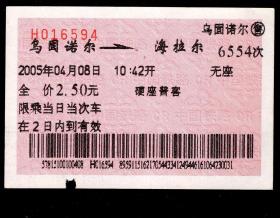 乌固诺尔 售
H016594
乌固诺尔 海拉尔 6554次
2005年04月08日 10:42开 无座
全 价 2.50元 硬座普客
限乘当日当次车
在2日内到有效
57815100100408 H016594